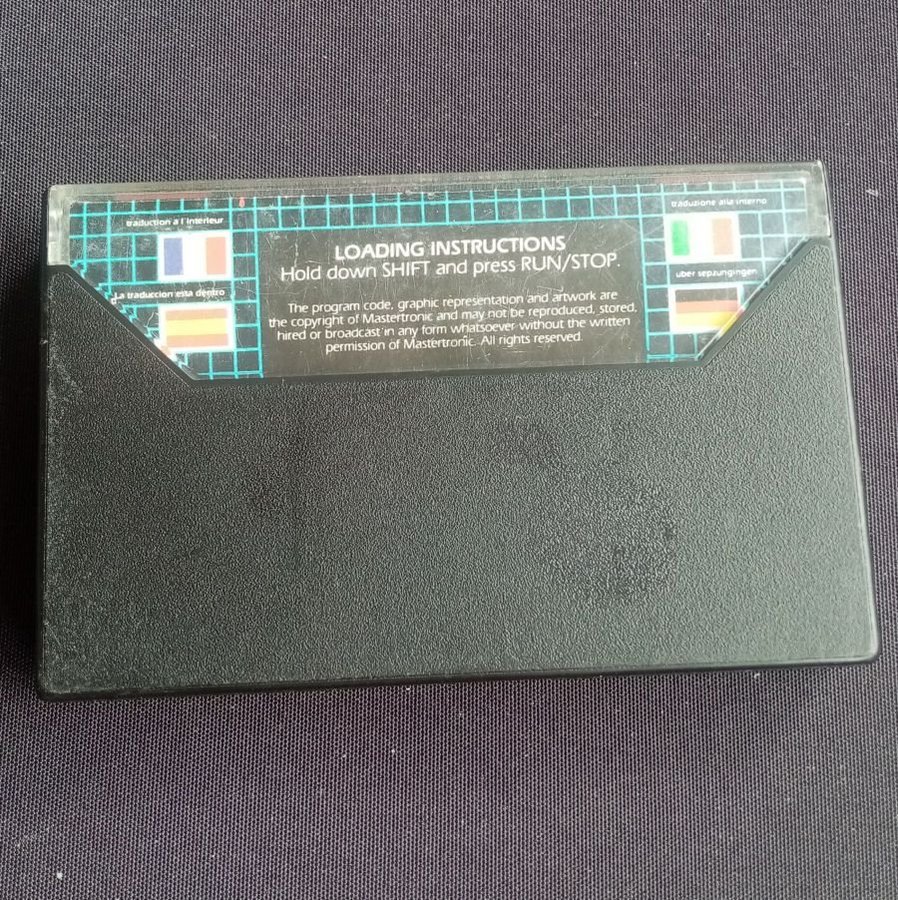 traduction a l'interieur
La traduccion essa dentro
LOADING INSTRUCTIONS
Hold down SHIFT and press RUN/STOP.
The program code, graphic representation and artwork are
the copyright of Mastertronic and may not be reproduced, stored,
hired or broadcast in any form whatsoever without the written
permission of Mastertronic. All rights reserved.
traduzione alla interno
uber sepzungingen